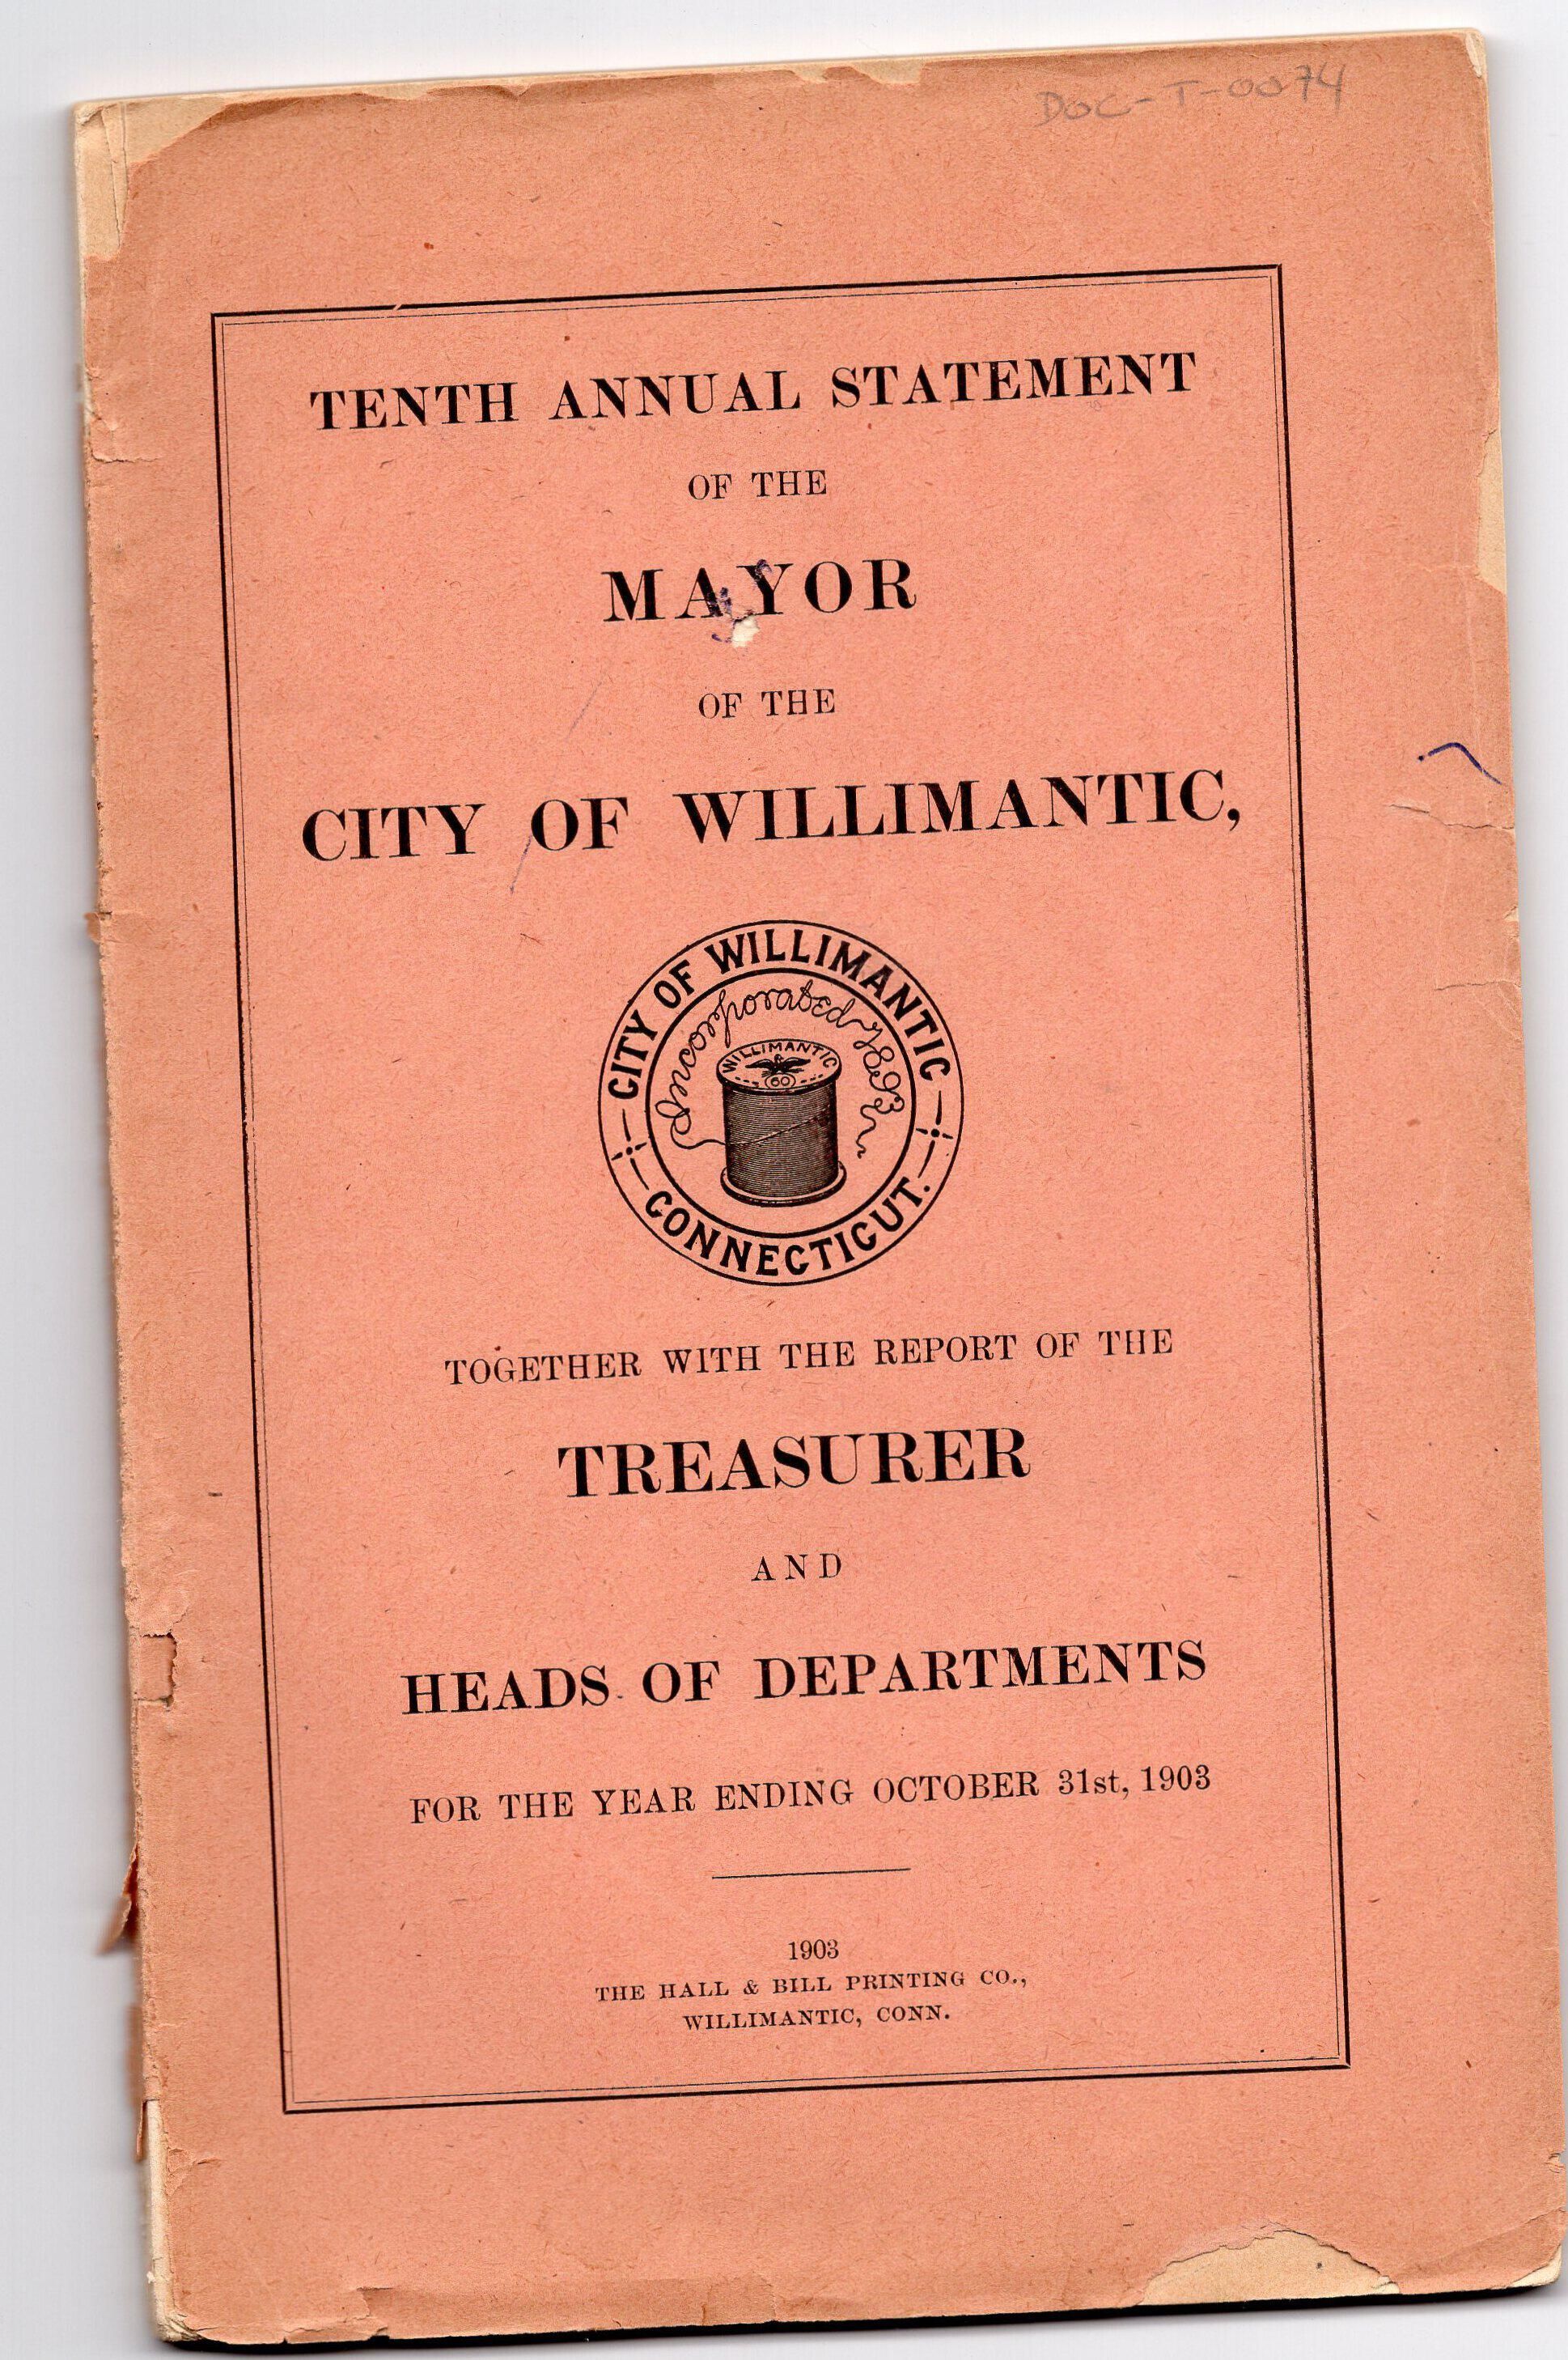 DOC-T-0074
TENTH ANNUAL STATEMENT
OF THE
MAYOR
OF THE
CITY OF WILLIMANTIC,
CITY OF WILLIMANTIC
Incorporated 1893
WILLIMANTIC
60
CONNECTICUT.
TOGETHER WITH THE REPORT OF THE
TREASURER
AND
HEADS OF DEPARTMENTS
FOR THE YEAR ENDING OCTOBER 31st, 1903
1903
THE HALL & BILL PRINTING CO.,
WILLIMANTIC, CONN.